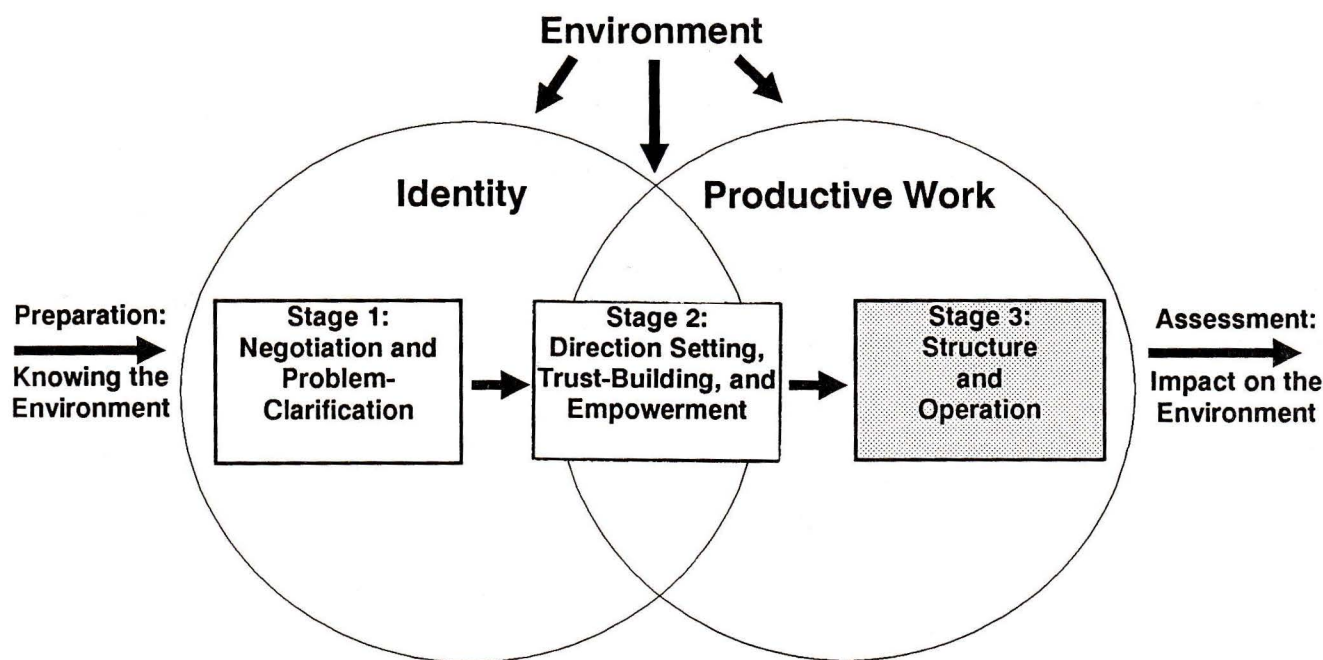 Environment
Identity
Productive Work
Preparation:
Knowing the
Environment
Stage 1:
Negotiation and
Problem-
Clarification
Stage 2:
Direction Setting,
Trust-Building, and
Empowerment
Stage 3:
Structure
and
Operation
Assessment:
Impact on the
Environment